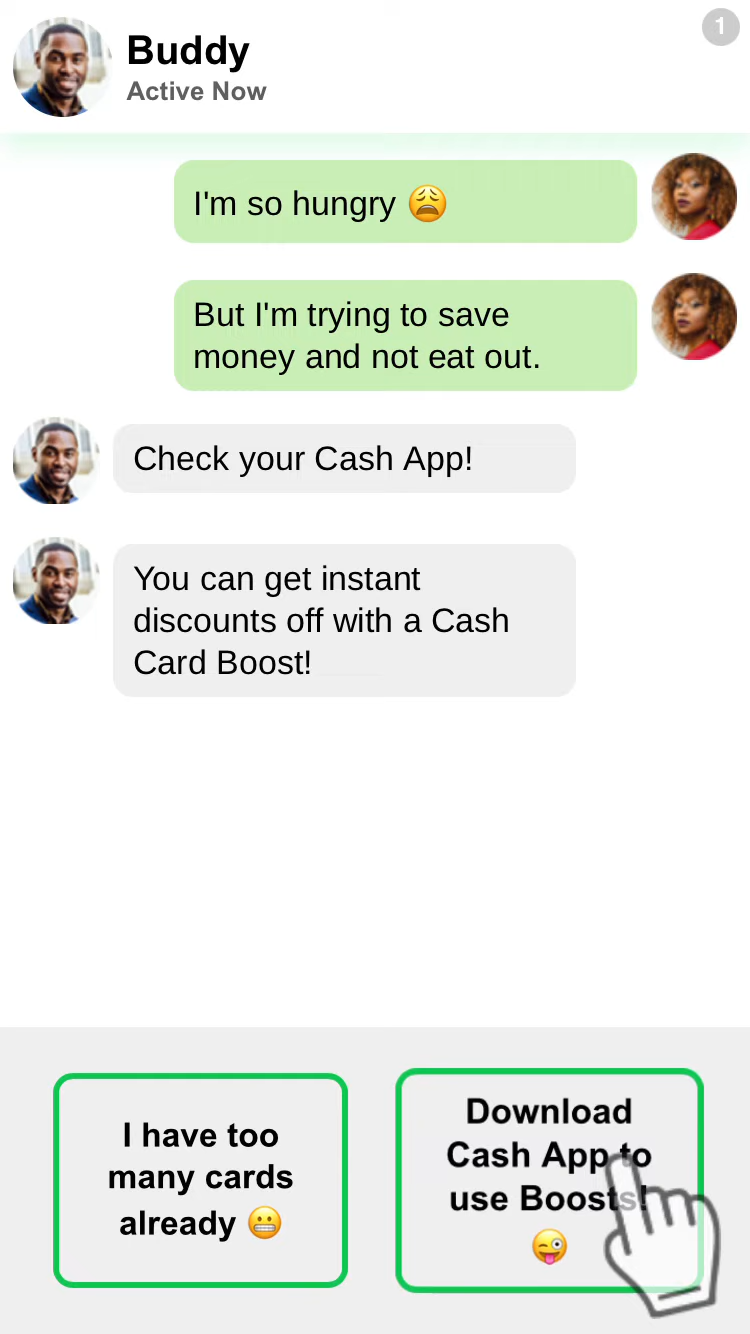 Buddy
1
Active Now
I'm so hungry 😩
But I'm trying to save
money and not eat out.
Check your Cash App!
You can get instant
discounts off with a Cash
Card Boost!
I have too
many cards
already 😬
Download
Cash App to
use Boosts!
😜